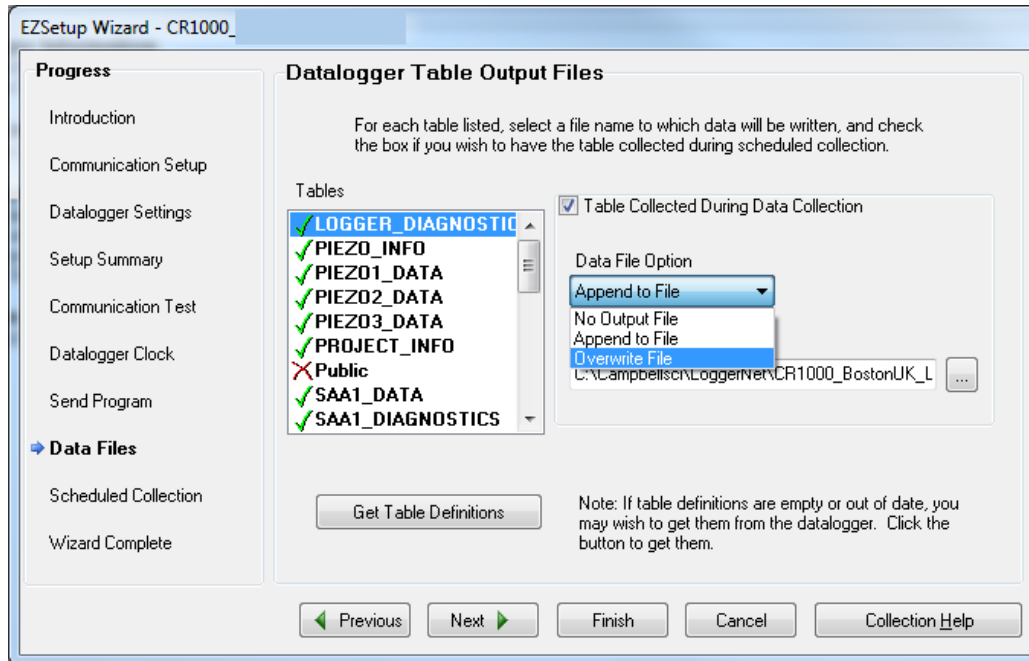 EZSetup Wizard - CR1000_
Progress
Introduction
Communication Setup
Datalogger Settings
Setup Summary
Communication Test
Datalogger Clock
Send Program
Data Files
Scheduled Collection
Wizard Complete
Datalogger Table Output Files
For each table listed, select a file name to which data will be written, and check
the box if you wish to have the table collected during scheduled collection.
Tables
LOGGER_DIAGNOSTIC
PIEZO_INFO
PIEZO1_DATA
PIEZO2_DATA
PIEZO3_DATA
PROJECT_INFO
Public
SAA1_DATA
SAA1_DIAGNOSTICS
Table Collected During Data Collection
Data File Option
Append to File
No Output File
Append to File
Overwrite File
C:\Campbellsci\LoggerNet\CR1000_BostonUK_L
...
Get Table Definitions
Note: If table definitions are empty or out of date, you
may wish to get them from the datalogger. Click the
button to get them.
Previous
Next
Finish
Cancel
Collection Help